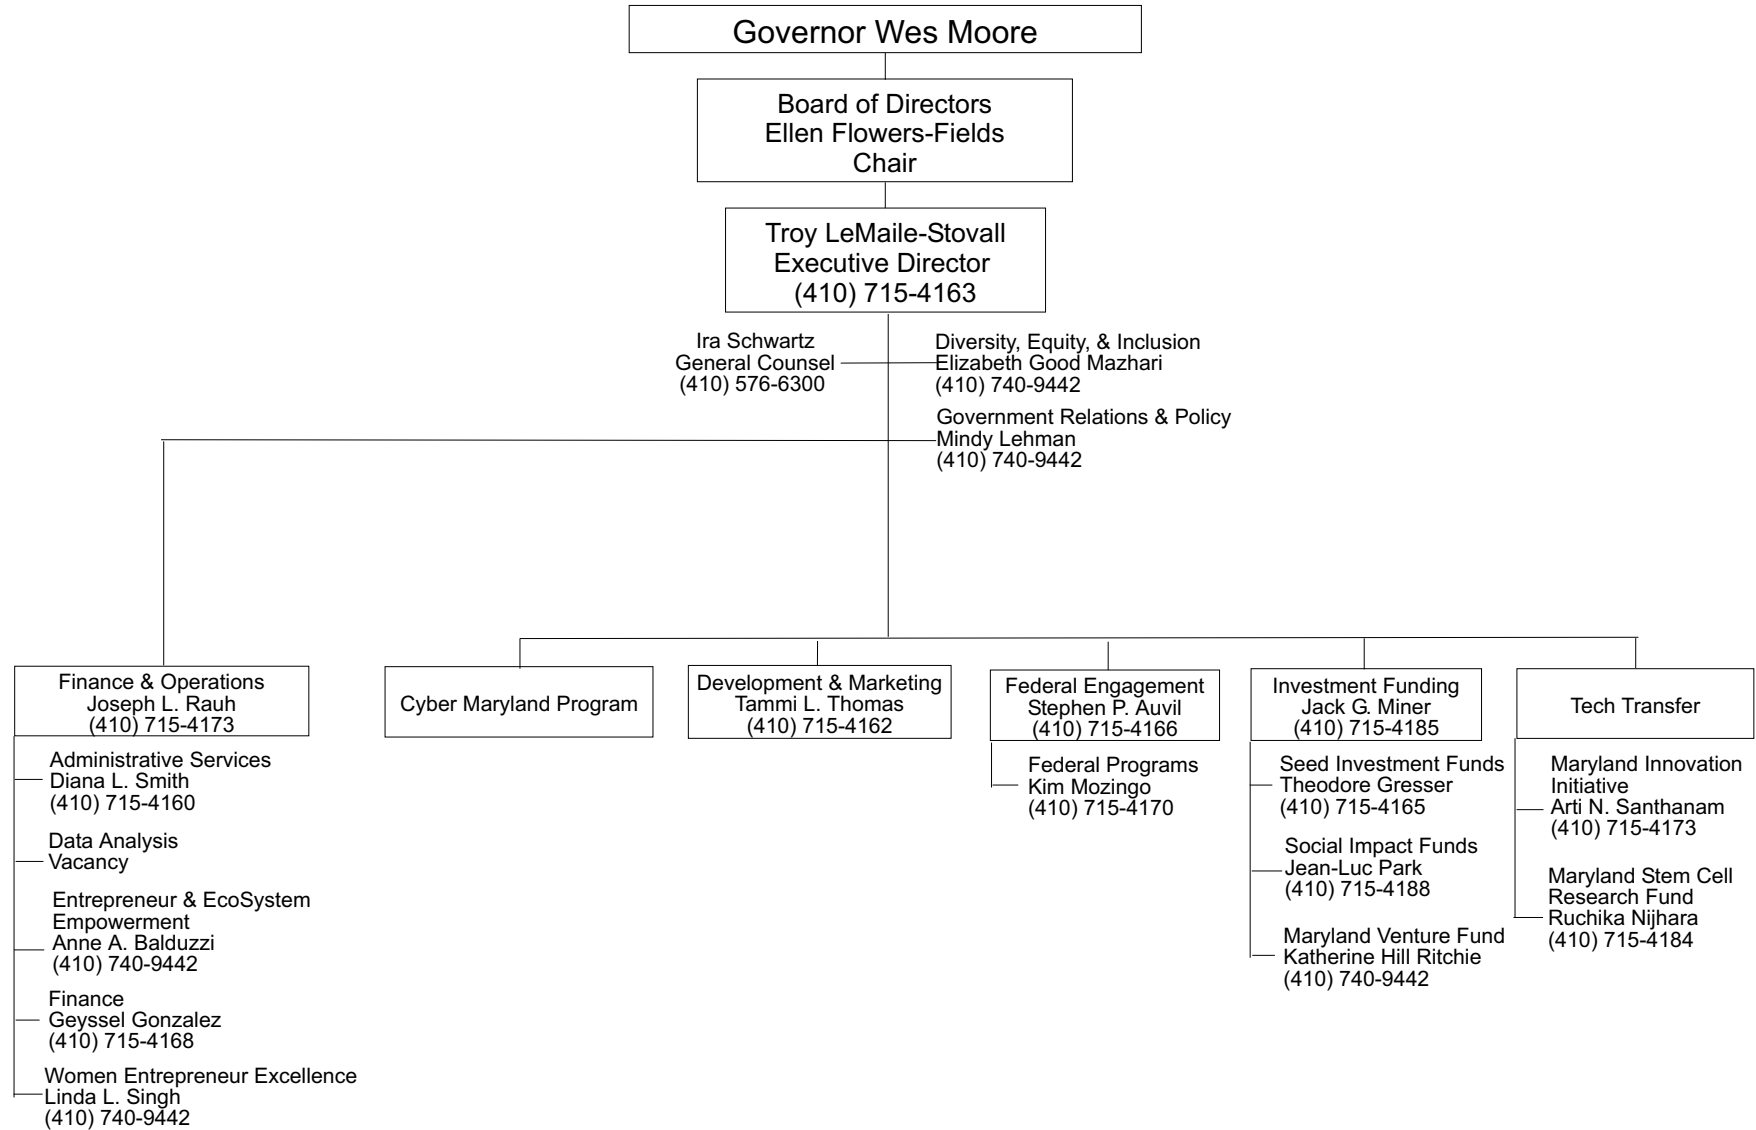 Governor Wes Moore
Board of Directors
Ellen Flowers-Fields
Chair
Troy LeMaile-Stovall
Executive Director
(410) 715-4163
Ira Schwartz
General Counsel
(410) 576-6300
Diversity, Equity, & Inclusion
Elizabeth Good Mazhari
(410) 740-9442
Government Relations & Policy
Mindy Lehman
(410) 740-9442
Finance & Operations
Joseph L. Rauh
(410) 715-4173
Administrative Services
Diana L. Smith
(410) 715-4160
Data Analysis
Vacancy
Entrepreneur & EcoSystem
Empowerment
Anne A. Balduzzi
(410) 740-9442
Finance
Geyssel Gonzalez
(410) 715-4168
Women Entrepreneur Excellence
Linda L. Singh
(410) 740-9442
Cyber Maryland Program
Development & Marketing
Tammi L. Thomas
(410) 715-4162
Federal Engagement
Stephen P. Auvil
(410) 715-4166
Federal Programs
Kim Mozingo
(410) 715-4170
Investment Funding
Jack G. Miner
(410) 715-4185
Seed Investment Funds
Theodore Gresser
(410) 715-4165
Social Impact Funds
Jean-Luc Park
(410) 715-4188
Maryland Venture Fund
Katherine Hill Ritchie
(410) 740-9442
Tech Transfer
Maryland Innovation
Initiative
Arti N. Santhanam
(410) 715-4173
Maryland Stem Cell
Research Fund
Ruchika Nijhara
(410) 715-4184